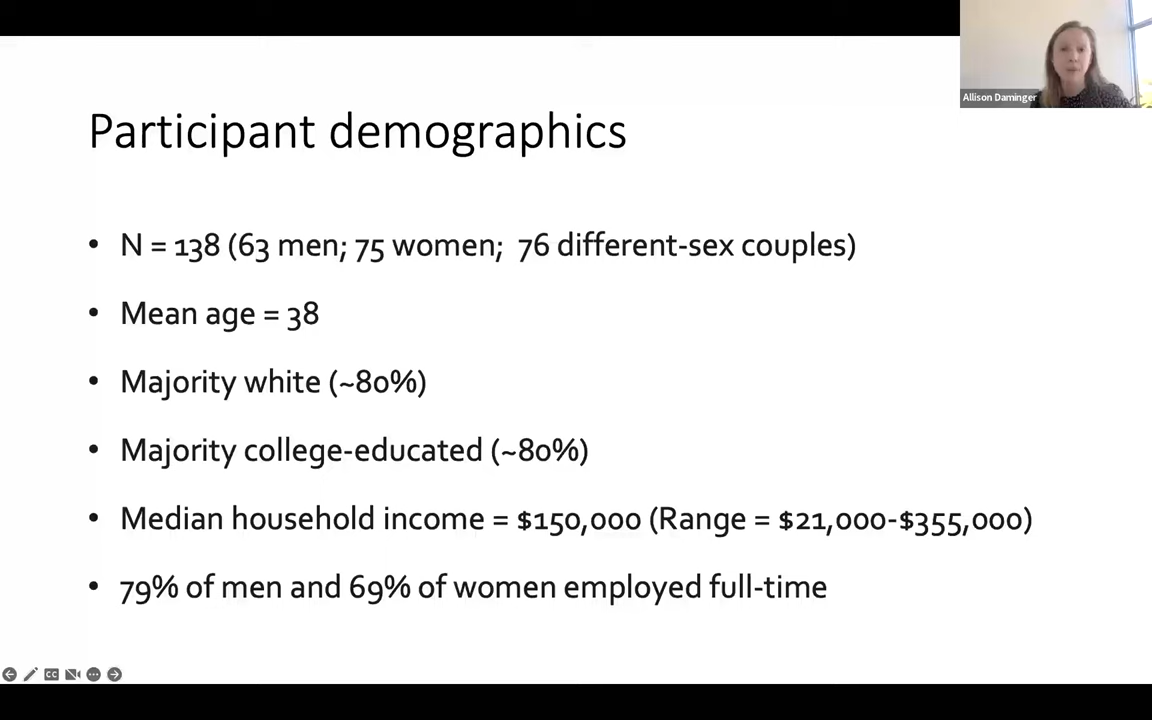 Allison Daminger
Participant demographics
• N = 138 (63 men; 75 women; 76 different-sex couples)
• Mean age = 38
• Majority white (~80%)
• Majority college-educated (~80%)
• Median household income = $150,000 (Range = $21,000-$355,000)
• 79% of men and 69% of women employed full-time
CC